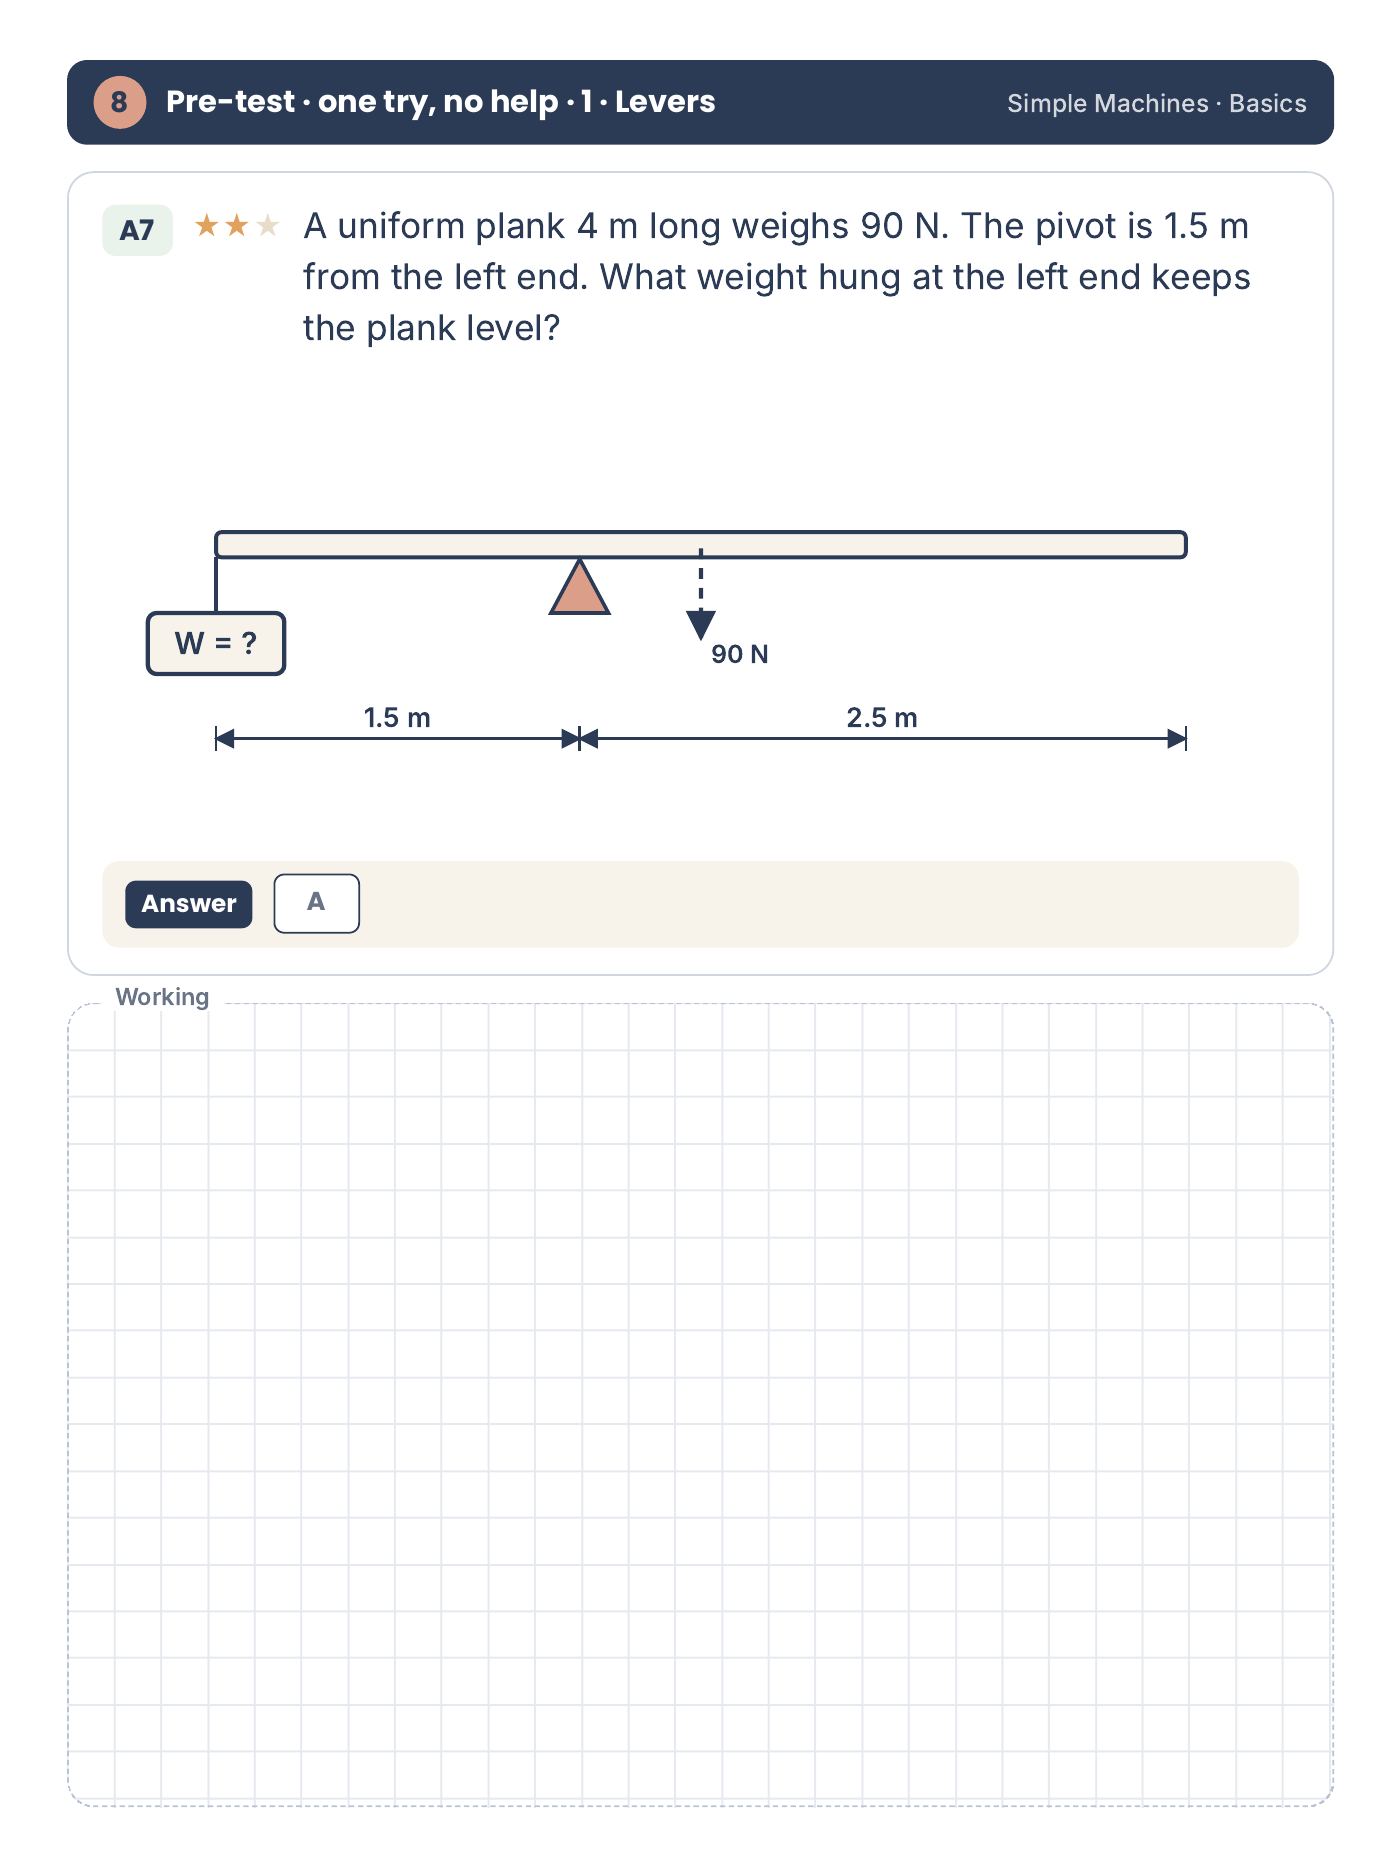 8 Pre-test · one try, no help · 1 · Levers
Simple Machines · Basics
A7 ★★★ A uniform plank 4 m long weighs 90 N. The pivot is 1.5 m
from the left end. What weight hung at the left end keeps
the plank level?
W = ?
90 N
1.5 m
2.5 m
Answer A
Working